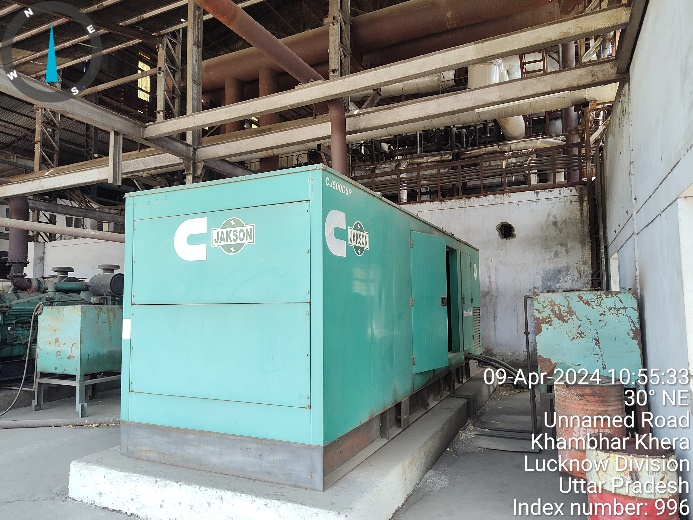 N
E
S
W
CJ500D5P
JAKSON
JAKSON
09-Apr-2024 10:55:33
30° NE
Unnamed Road
Khambhar Khera
Lucknow Division
Uttar Pradesh
Index number: 996